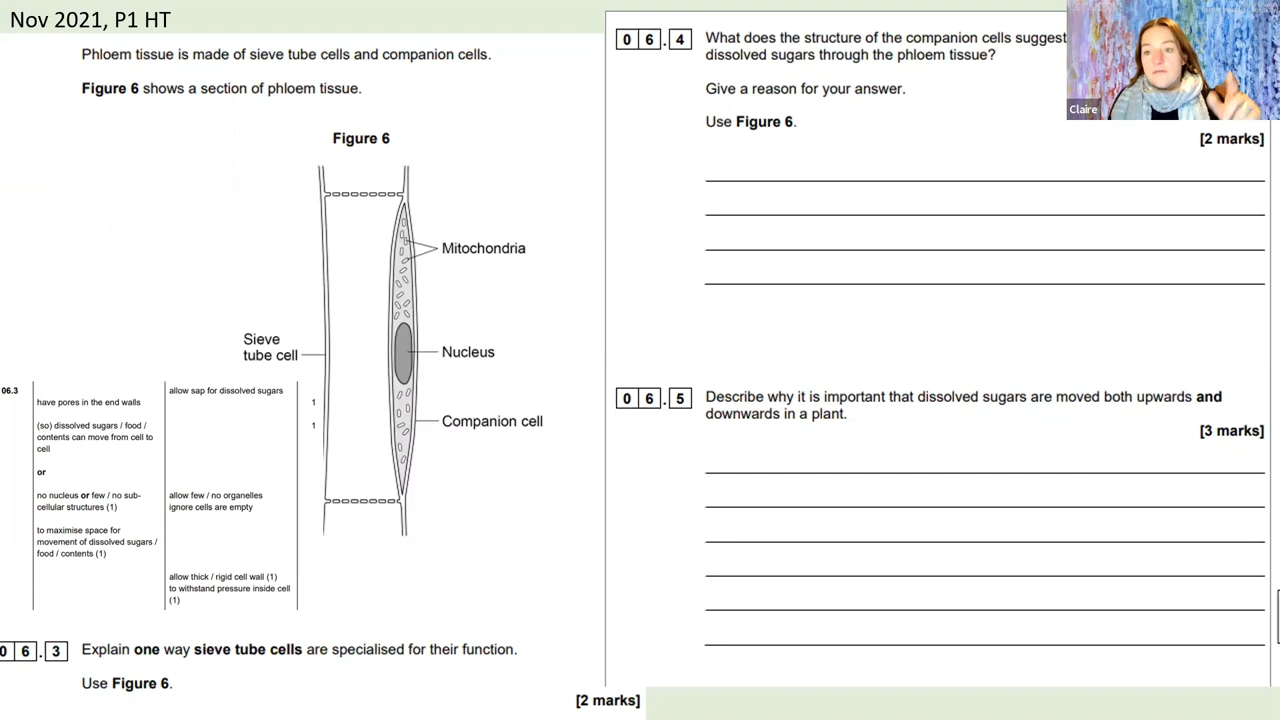 Nov 2021, P1 HT
Phloem tissue is made of sieve tube cells and companion cells.
Figure 6 shows a section of phloem tissue.
Figure 6
Mitochondria
Sieve
tube cell
Nucleus
Companion cell
06.3
have pores in the end walls
(so) dissolved sugars / food /
contents can move from cell to
cell
or
no nucleus or few / no sub-
cellular structures (1)
to maximise space for
movement of dissolved sugars /
food / contents (1)
allow sap for dissolved sugars
allow few / no organelles
ignore cells are empty
allow thick / rigid cell wall (1)
to withstand pressure inside cell
(1)
1
1
0 6 . 3 Explain one way sieve tube cells are specialised for their function.
Use Figure 6.
[2 marks]
0 6 . 4 What does the structure of the companion cells suggest
dissolved sugars through the phloem tissue?
Give a reason for your answer.
Use Figure 6.
[2 marks]
0 6 . 5 Describe why it is important that dissolved sugars are moved both upwards and
downwards in a plant.
[3 marks]
Claire